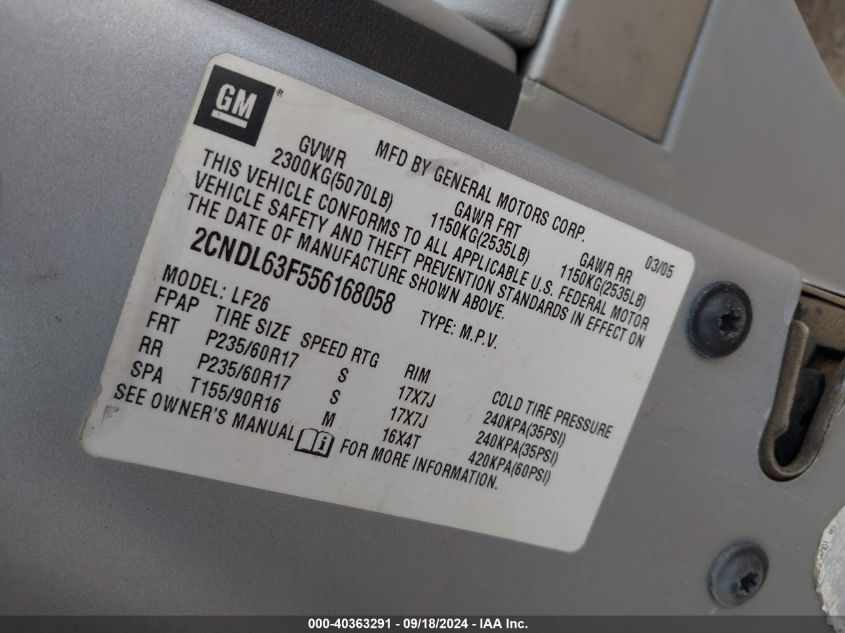 GM
MFD BY GENERAL MOTORS CORP. 03/05
GVWR GAWR FRT GAWR RR
2300KG(5070LB) 1150KG(2535LB) 1150KG(2535LB)
THIS VEHICLE CONFORMS TO ALL APPLICABLE U.S. FEDERAL MOTOR
VEHICLE SAFETY AND THEFT PREVENTION STANDARDS IN EFFECT ON
THE DATE OF MANUFACTURE SHOWN ABOVE.
2CNDL63F556168058 TYPE: M.P.V.
MODEL: LF26
FPAP TIRE SIZE SPEED RTG RIM COLD TIRE PRESSURE
FRT P235/60R17 S 17X7J 240KPA(35PSI)
RR P235/60R17 S 17X7J 240KPA(35PSI)
SPA T155/90R16 M 16X4T 420KPA(60PSI)
SEE OWNER'S MANUAL FOR MORE INFORMATION.
000-40363291 - 09/18/2024 - IAA Inc.